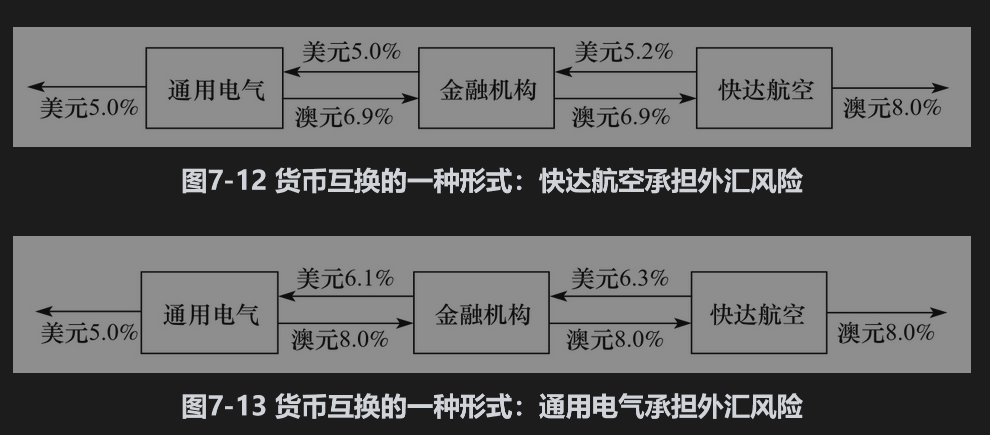 美元5.0% 美元5.2%
通用电气 金融机构 快达航空
美元5.0% 澳元6.9% 澳元6.9% 澳元8.0%
图7-12 货币互换的一种形式：快达航空承担外汇风险
美元6.1% 美元6.3%
通用电气 金融机构 快达航空
美元5.0% 澳元8.0% 澳元8.0% 澳元8.0%
图7-13 货币互换的一种形式：通用电气承担外汇风险